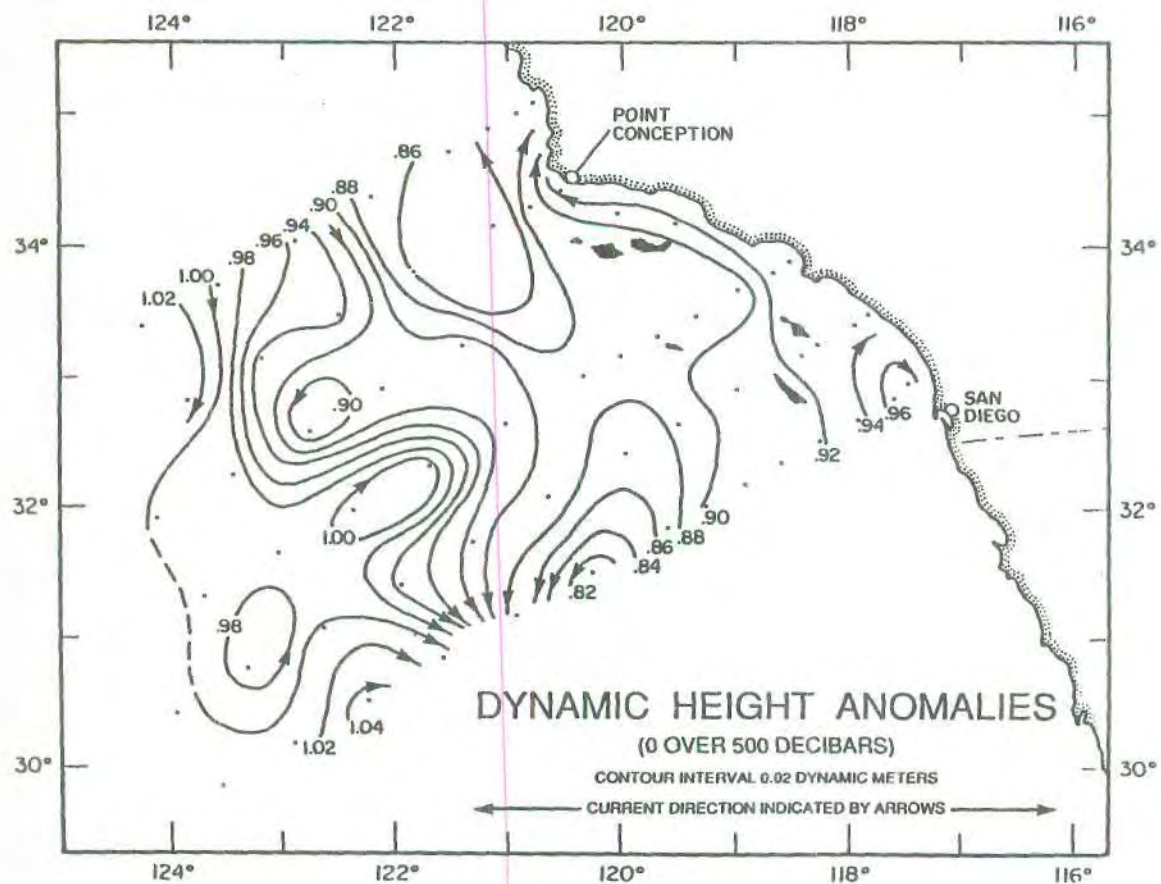 124° 122° 120° 118° 116°
POINT
CONCEPTION
.86
.88
.90
.94
.96
.98
1.00
1.02
34° 34°
.90
SAN
DIEGO
.96
.94
.92
32° 32°
1.00
.90
.88
.86
.84
.82
.98
1.02
1.04
DYNAMIC HEIGHT ANOMALIES
(0 OVER 500 DECIBARS)
CONTOUR INTERVAL 0.02 DYNAMIC METERS
CURRENT DIRECTION INDICATED BY ARROWS
30° 30°
124° 122° 120° 118° 116°